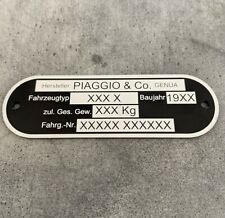 Hersteller PIAGGIO & Co. GENUA
Fahrzeugtyp XXX X Baujahr 19XX
zul. Ges. Gew. XXX Kg
Fahrg.-Nr. XXXXX XXXXXX